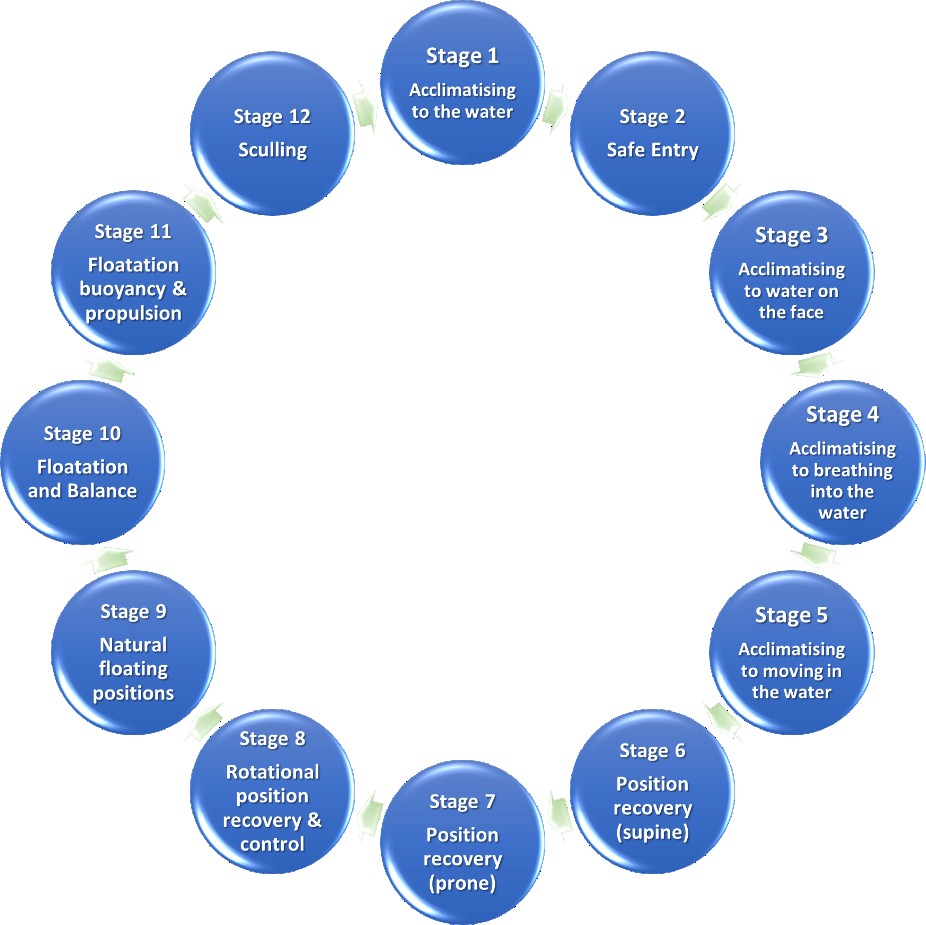 Stage 1
Acclimatising
to the water
Stage 2
Safe Entry
Stage 3
Acclimatising
to water on
the face
Stage 4
Acclimatising
to breathing
into the
water
Stage 5
Acclimatising
to moving in
the water
Stage 6
Position
recovery
(supine)
Stage 7
Position
recovery
(prone)
Stage 8
Rotational
position
recovery &
control
Stage 9
Natural
floating
positions
Stage 10
Floatation
and Balance
Stage 11
Floatation
buoyancy &
propulsion
Stage 12
Sculling